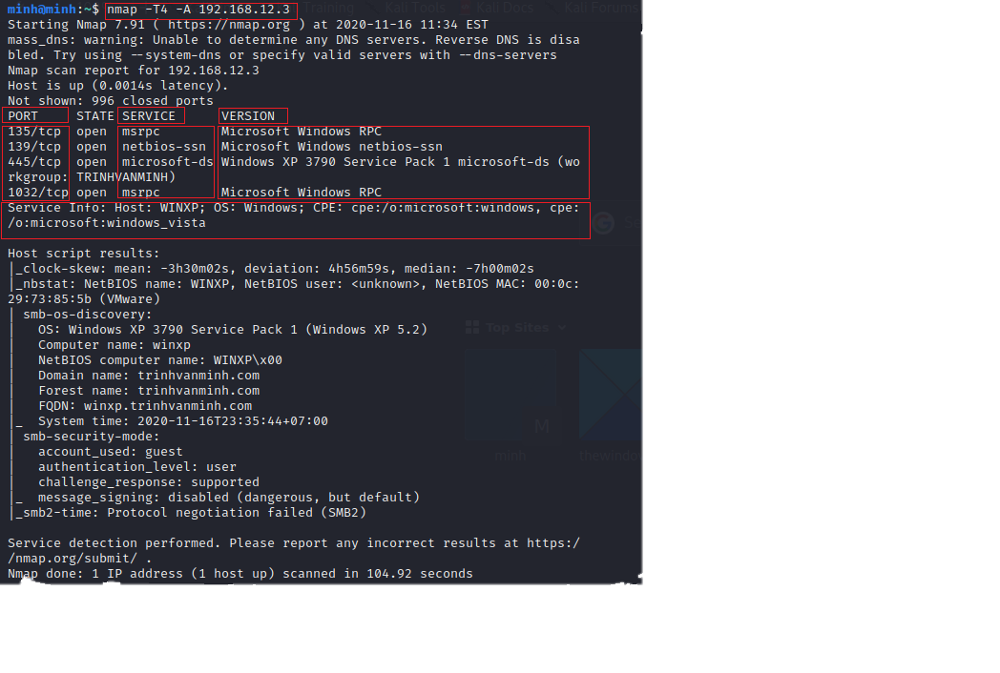 Training Kali Tools Kali Docs Kali Forums
minh@minh:~$ nmap -T4 -A 192.168.12.3
Starting Nmap 7.91 ( https://nmap.org ) at 2020-11-16 11:34 EST
mass_dns: warning: Unable to determine any DNS servers. Reverse DNS is disa
bled. Try using --system-dns or specify valid servers with --dns-servers
Nmap scan report for 192.168.12.3
Host is up (0.0014s latency).
Not shown: 996 closed ports
PORT STATE SERVICE VERSION
135/tcp open msrpc Microsoft Windows RPC
139/tcp open netbios-ssn Microsoft Windows netbios-ssn
445/tcp open microsoft-ds Windows XP 3790 Service Pack 1 microsoft-ds (wo
rkgroup: TRINHVANMINH)
1032/tcp open msrpc Microsoft Windows RPC
Service Info: Host: WINXP; OS: Windows; CPE: cpe:/o:microsoft:windows, cpe:
/o:microsoft:windows_vista
Host script results:
|_clock-skew: mean: -3h30m02s, deviation: 4h56m59s, median: -7h00m02s
|_nbstat: NetBIOS name: WINXP, NetBIOS user: <unknown>, NetBIOS MAC: 00:0c:
29:73:85:5b (VMware)
| smb-os-discovery:
|   OS: Windows XP 3790 Service Pack 1 (Windows XP 5.2)
|   Computer name: winxp
|   NetBIOS computer name: WINXP\x00
|   Domain name: trinhvanminh.com
|   Forest name: trinhvanminh.com
|   FQDN: winxp.trinhvanminh.com
|_  System time: 2020-11-16T23:35:44+07:00
| smb-security-mode:
|   account_used: guest
|   authentication_level: user
|   challenge_response: supported
|_  message_signing: disabled (dangerous, but default)
|_smb2-time: Protocol negotiation failed (SMB2)
Service detection performed. Please report any incorrect results at https:/
/nmap.org/submit/ .
Nmap done: 1 IP address (1 host up) scanned in 104.92 seconds
Top Sites
M
minh